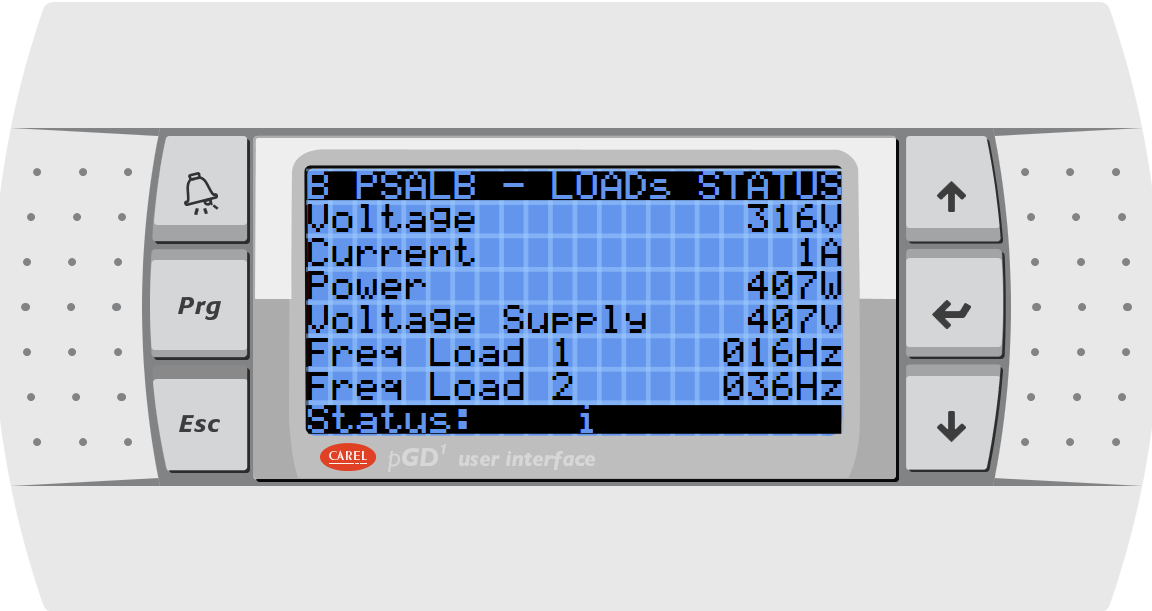 B PSALB - LOADs STATUS
Voltage 316V
Current 1A
Power 407W
Voltage Supply 407V
Freq Load 1 016Hz
Freq Load 2 036Hz
Status: i
Prg
Esc
CAREL pGD1 user interface